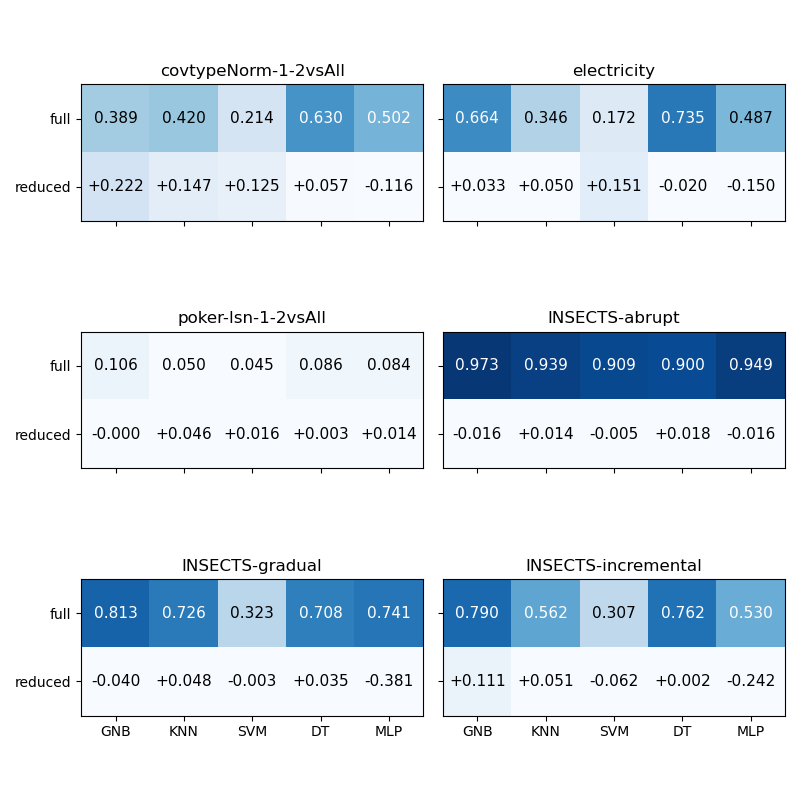 covtypeNorm-1-2vsAll
full 0.389 0.420 0.214 0.630 0.502
reduced +0.222 +0.147 +0.125 +0.057 -0.116
electricity
0.664 0.346 0.172 0.735 0.487
+0.033 +0.050 +0.151 -0.020 -0.150
poker-lsn-1-2vsAll
full 0.106 0.050 0.045 0.086 0.084
reduced -0.000 +0.046 +0.016 +0.003 +0.014
INSECTS-abrupt
0.973 0.939 0.909 0.900 0.949
-0.016 +0.014 -0.005 +0.018 -0.016
INSECTS-gradual
full 0.813 0.726 0.323 0.708 0.741
reduced -0.040 +0.048 -0.003 +0.035 -0.381
GNB KNN SVM DT MLP
INSECTS-incremental
0.790 0.562 0.307 0.762 0.530
+0.111 +0.051 -0.062 +0.002 -0.242
GNB KNN SVM DT MLP